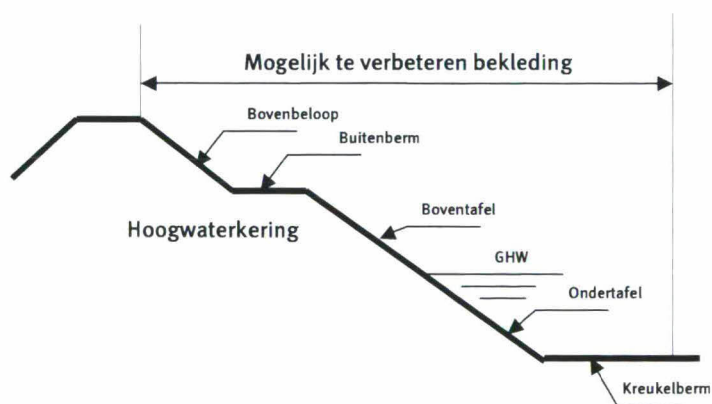 Mogelijk te verbeteren bekleding
Bovenbeloop
Buitenberm
Boventafel
Hoogwaterkering
GHW
Ondertafel
Kreukelberm